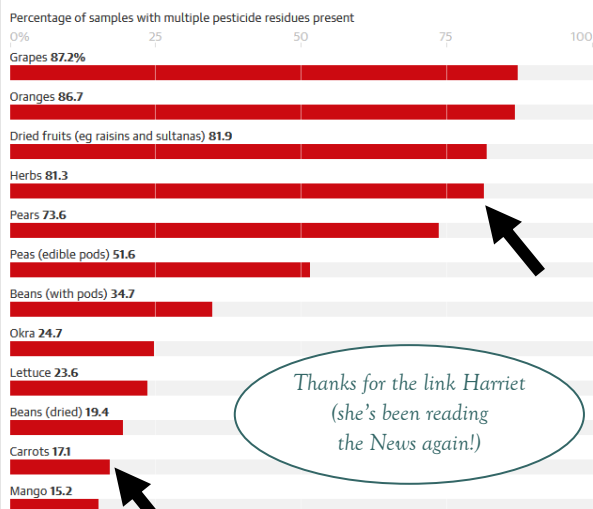 Percentage of samples with multiple pesticide residues present
0% 25 50 75 100
Grapes 87.2%
Oranges 86.7
Dried fruits (eg raisins and sultanas) 81.9
Herbs 81.3
Pears 73.6
Peas (edible pods) 51.6
Beans (with pods) 34.7
Okra 24.7
Lettuce 23.6
Beans (dried) 19.4
Carrots 17.1
Mango 15.2
Thanks for the link Harriet
(she's been reading
the News again!)